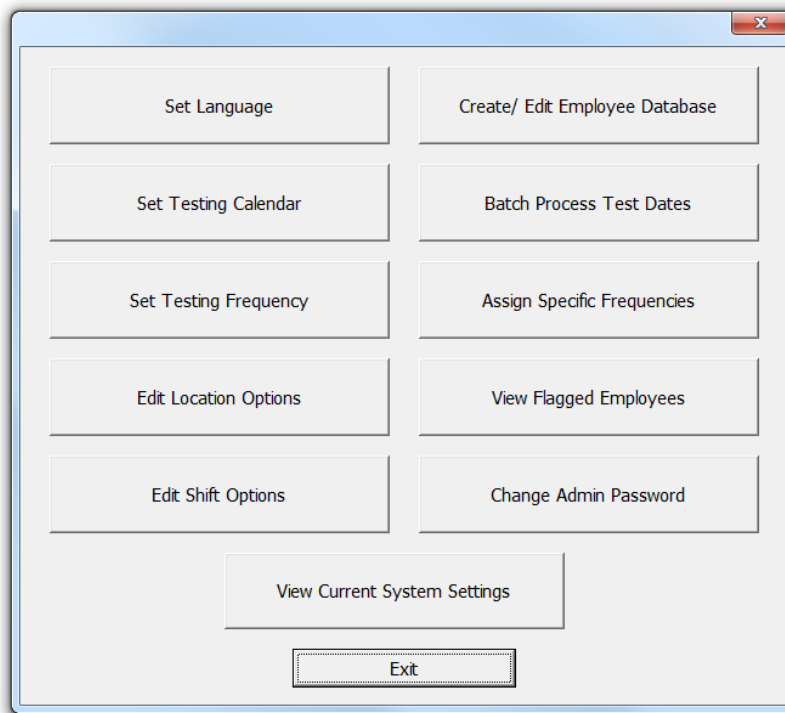 Set Language
Create/ Edit Employee Database
Set Testing Calendar
Batch Process Test Dates
Set Testing Frequency
Assign Specific Frequencies
Edit Location Options
View Flagged Employees
Edit Shift Options
Change Admin Password
View Current System Settings
Exit